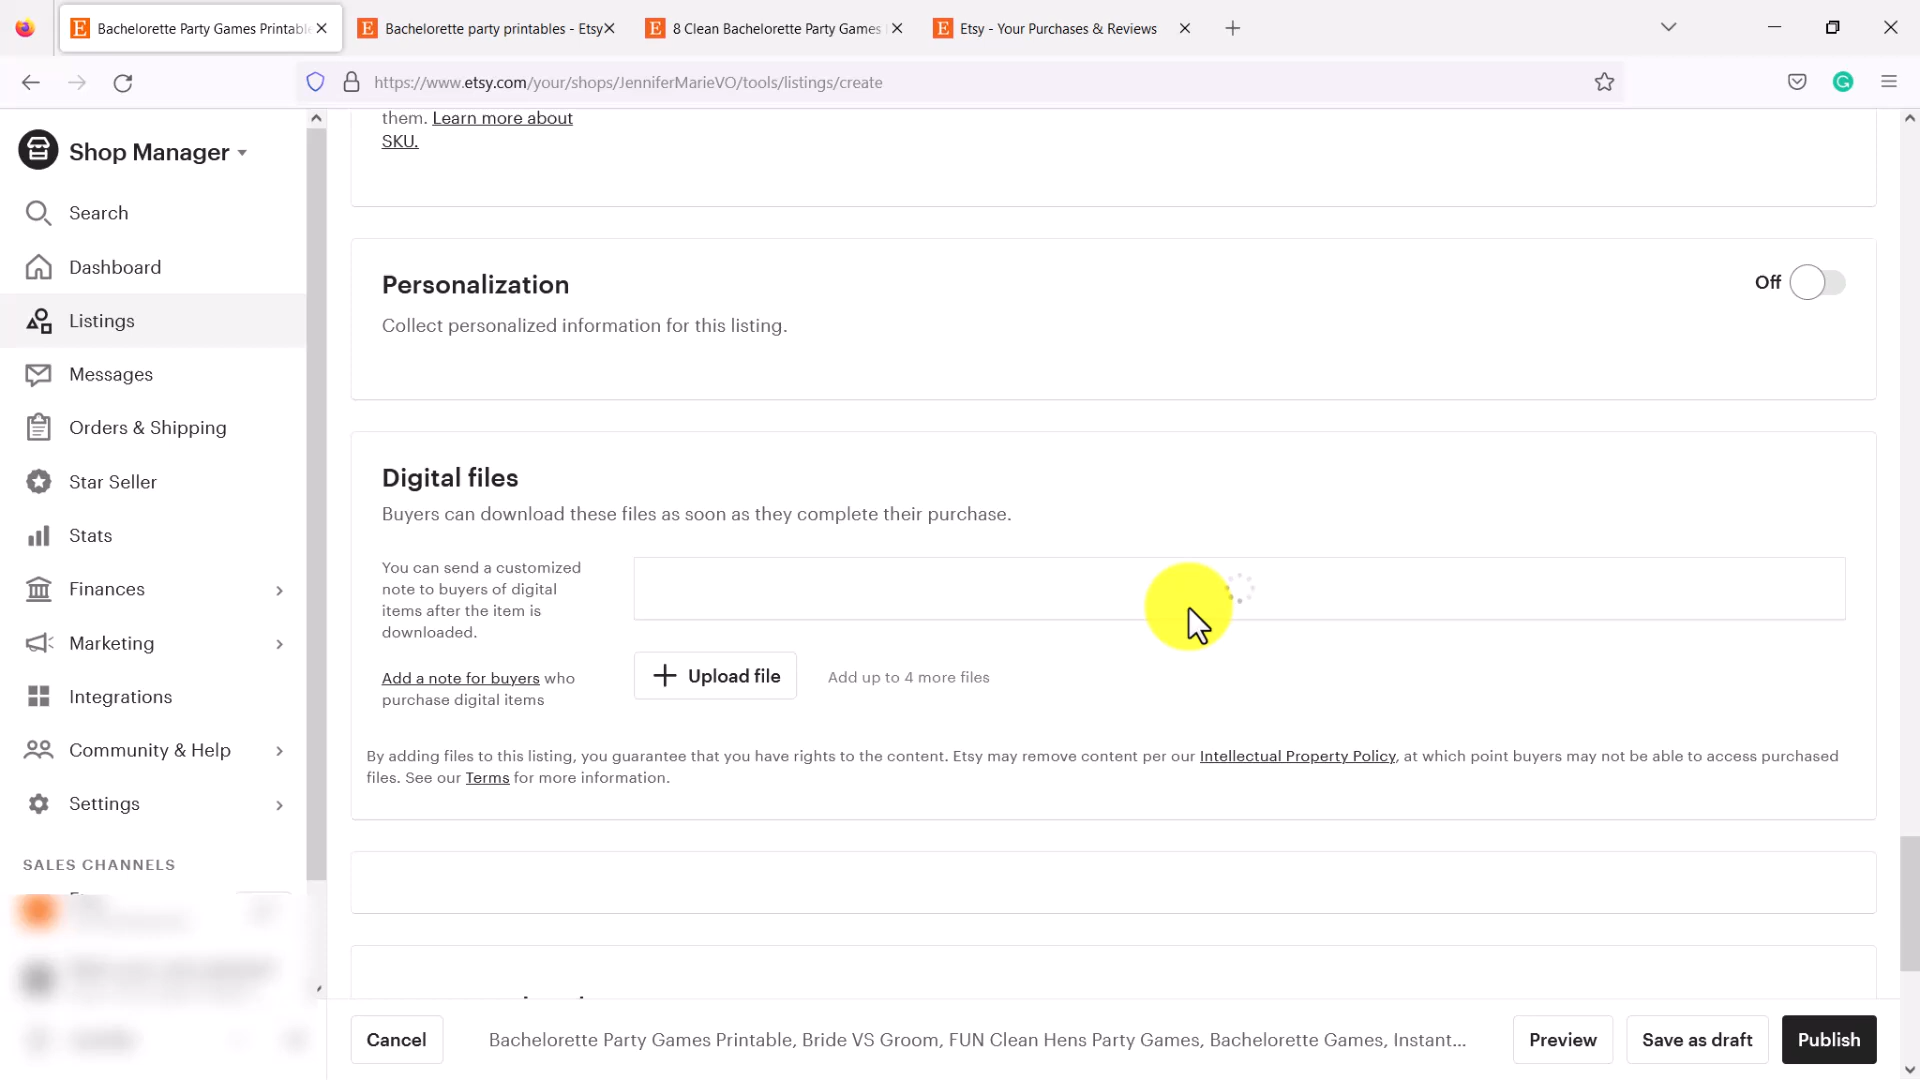 Bachelorette Party Games Printabl
Bachelorette party printables - Etsy
8 Clean Bachelorette Party Games
Etsy - Your Purchases & Reviews
https://www.etsy.com/your/shops/JenniferMarieVO/tools/listings/create
Shop Manager
Search
Dashboard
Listings
Messages
Orders & Shipping
Star Seller
Stats
Finances
Marketing
Integrations
Community & Help
Settings
SALES CHANNELS
them. Learn more about
SKU.
Personalization
Off
Collect personalized information for this listing.
Digital files
Buyers can download these files as soon as they complete their purchase.
You can send a customized
note to buyers of digital
items after the item is
downloaded.
Add a note for buyers who
purchase digital items
Upload file
Add up to 4 more files
By adding files to this listing, you guarantee that you have rights to the content. Etsy may remove content per our Intellectual Property Policy, at which point buyers may not be able to access purchased
files. See our Terms for more information.
Cancel
Bachelorette Party Games Printable, Bride VS Groom, FUN Clean Hens Party Games, Bachelorette Games, Instant...
Preview
Save as draft
Publish